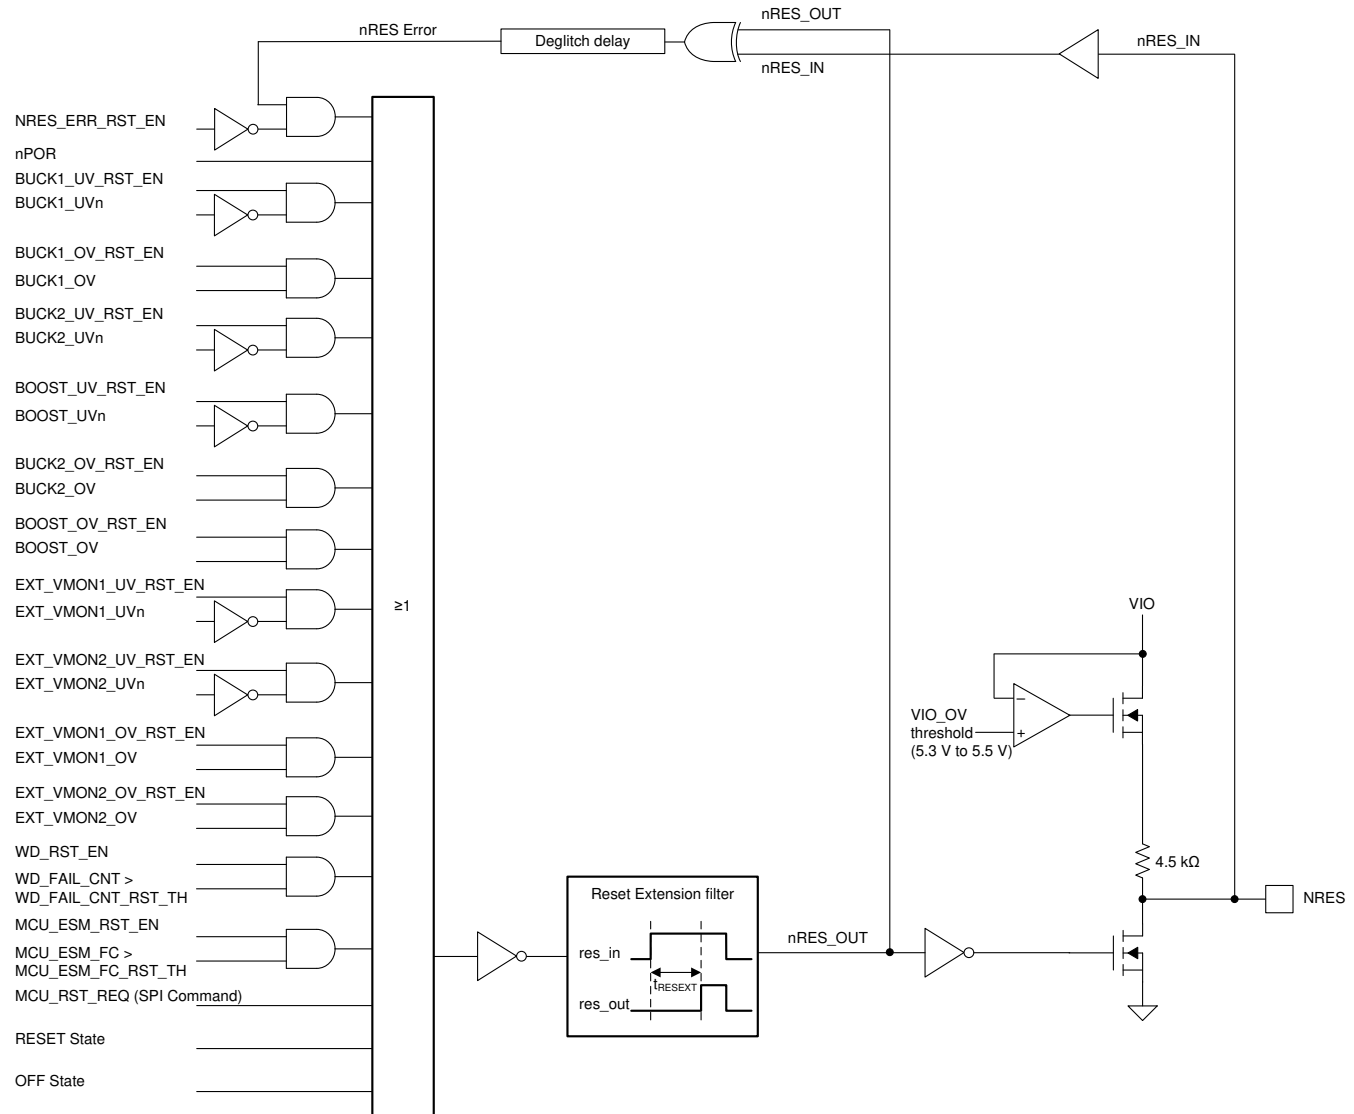 nRES_OUT
nRES Error
Deglitch delay
nRES_IN
nRES_IN
NRES_ERR_RST_EN
nPOR
BUCK1_UV_RST_EN
BUCK1_UVn
BUCK1_OV_RST_EN
BUCK1_OV
BUCK2_UV_RST_EN
BUCK2_UVn
BOOST_UV_RST_EN
BOOST_UVn
BUCK2_OV_RST_EN
BUCK2_OV
BOOST_OV_RST_EN
BOOST_OV
EXT_VMON1_UV_RST_EN
EXT_VMON1_UVn
≥1
EXT_VMON2_UV_RST_EN
EXT_VMON2_UVn
EXT_VMON1_OV_RST_EN
EXT_VMON1_OV
EXT_VMON2_OV_RST_EN
EXT_VMON2_OV
WD_RST_EN
WD_FAIL_CNT >
WD_FAIL_CNT_RST_TH
MCU_ESM_RST_EN
MCU_ESM_FC >
MCU_ESM_FC_RST_TH
MCU_RST_REQ (SPI Command)
RESET State
OFF State
Reset Extension filter
res_in
tRESEXT
res_out
nRES_OUT
VIO
−
+
VIO_OV
threshold
(5.3 V to 5.5 V)
4.5 kΩ
NRES